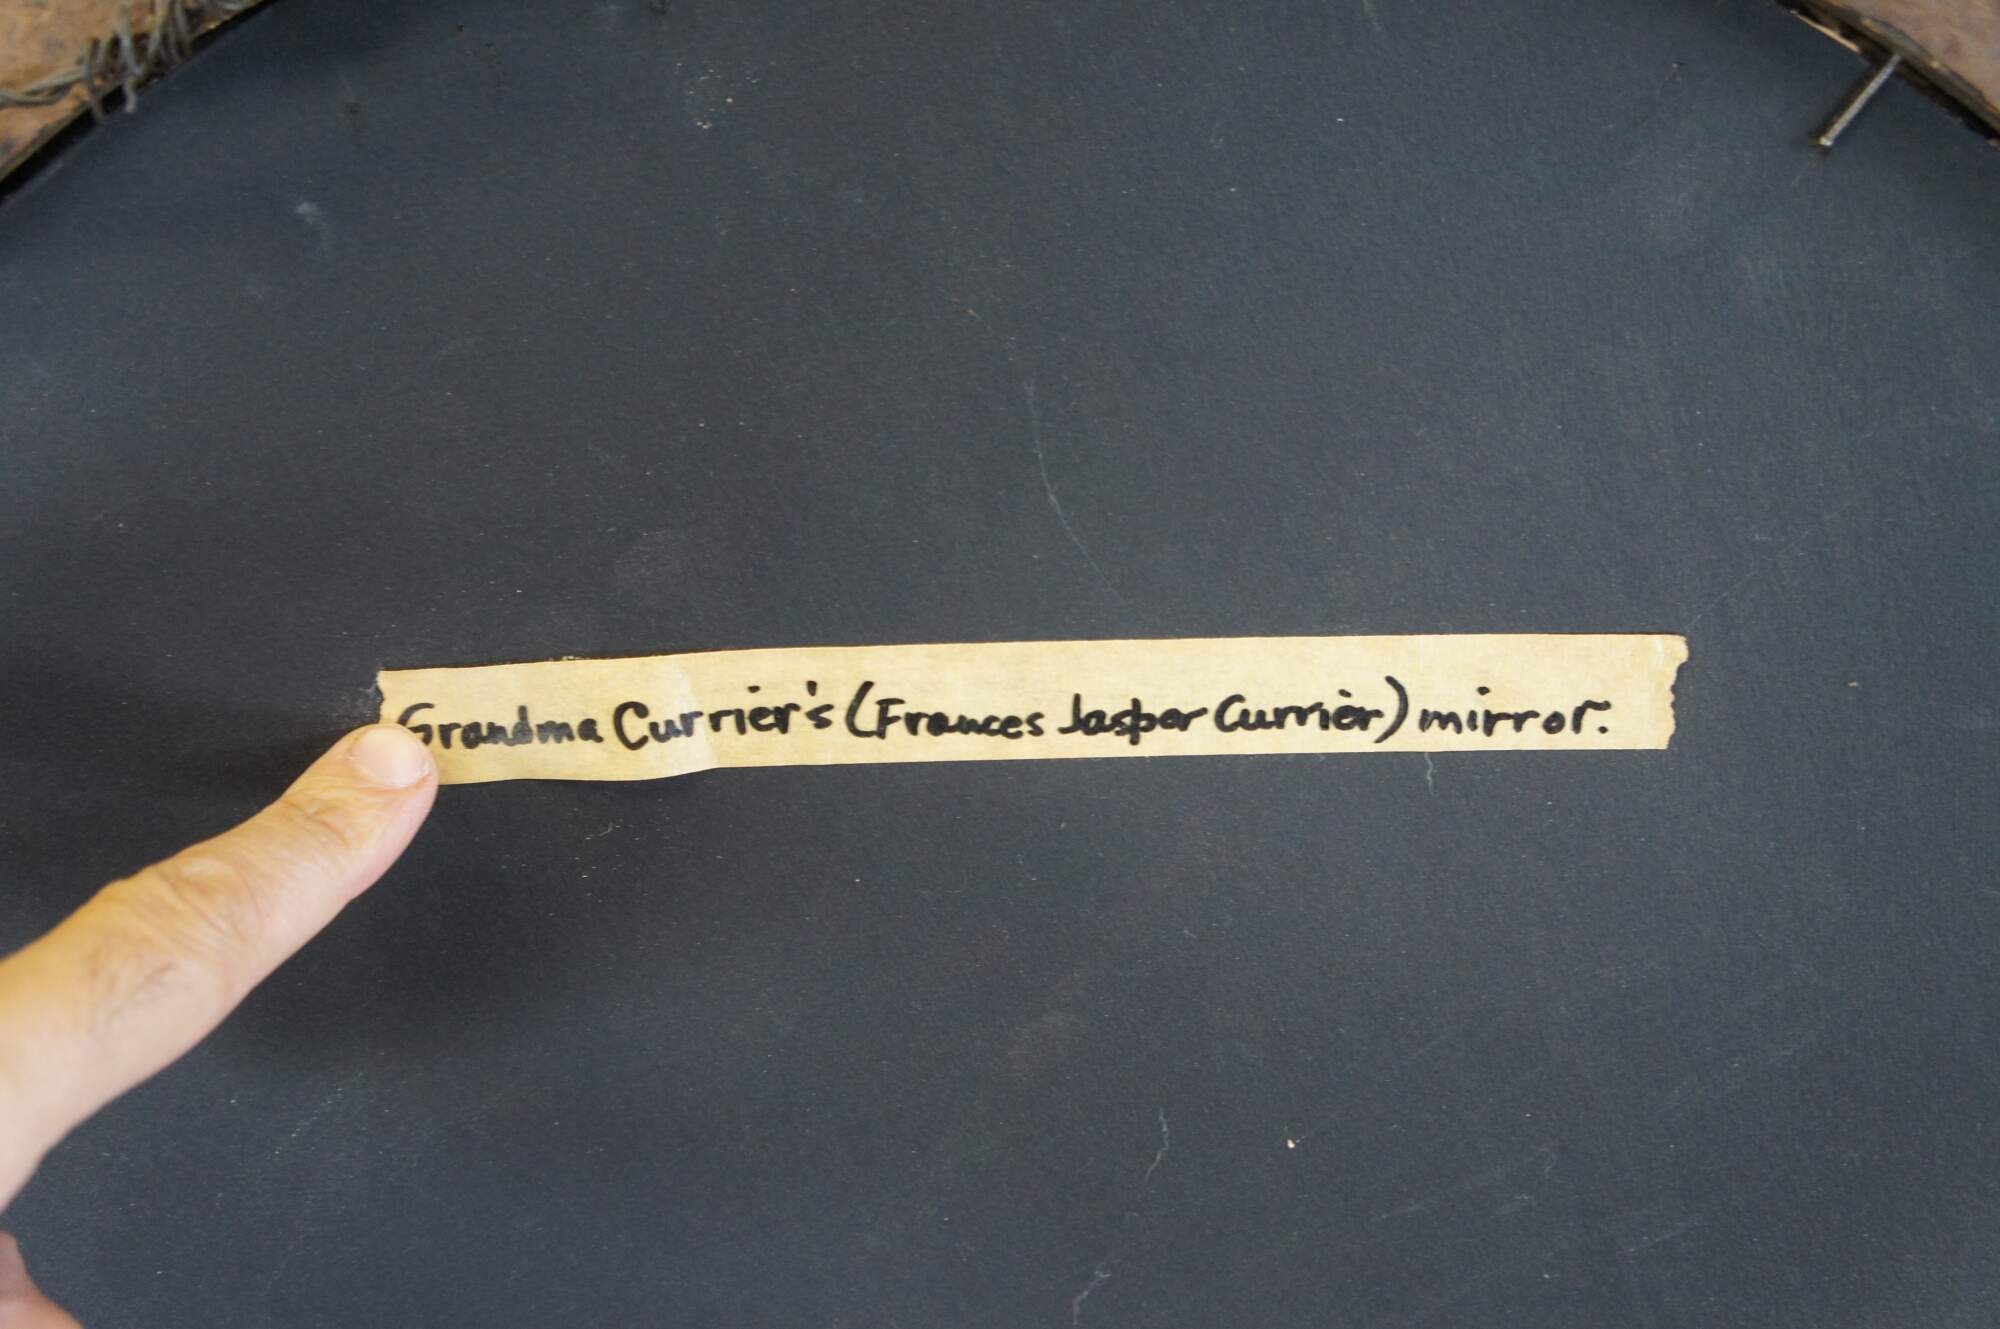 Grandma Currier's (Frances Jasper Currier) mirror.